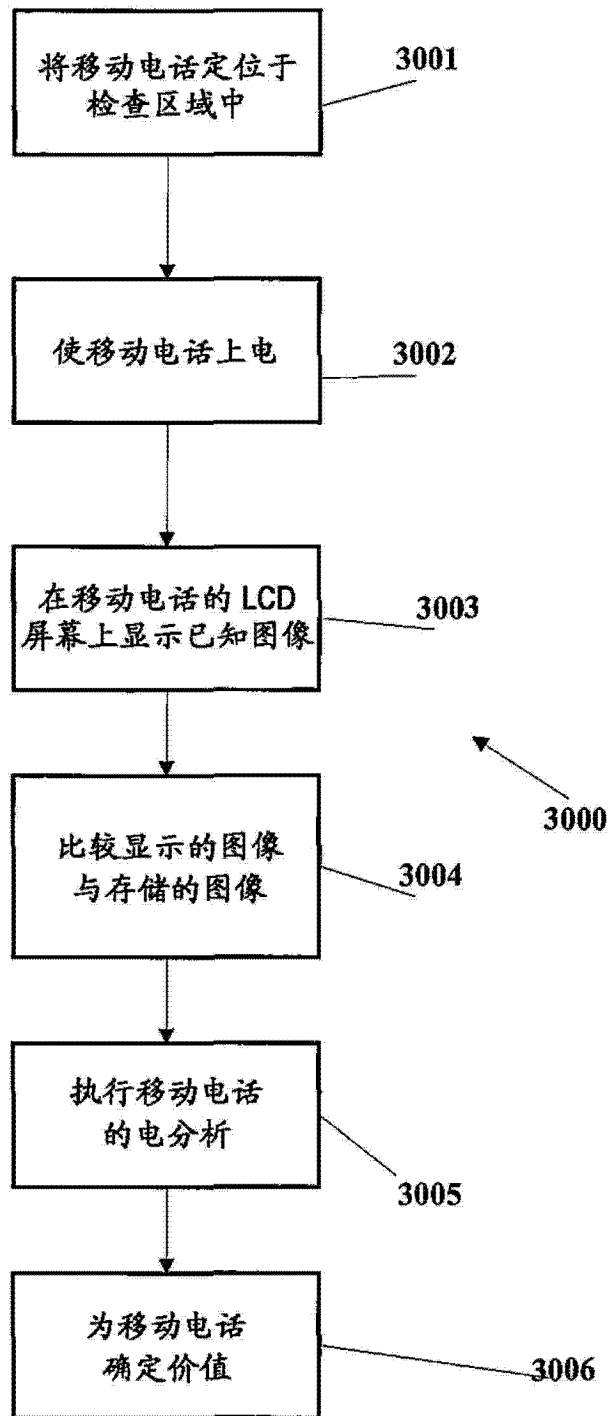 将移动电话定位于
检查区域中
3001
使移动电话上电
3002
在移动电话的 LCD
屏幕上显示已知图像
3003
3000
比较显示的图像
与存储的图像
3004
执行移动电话
的电分析
3005
为移动电话
确定价值
3006